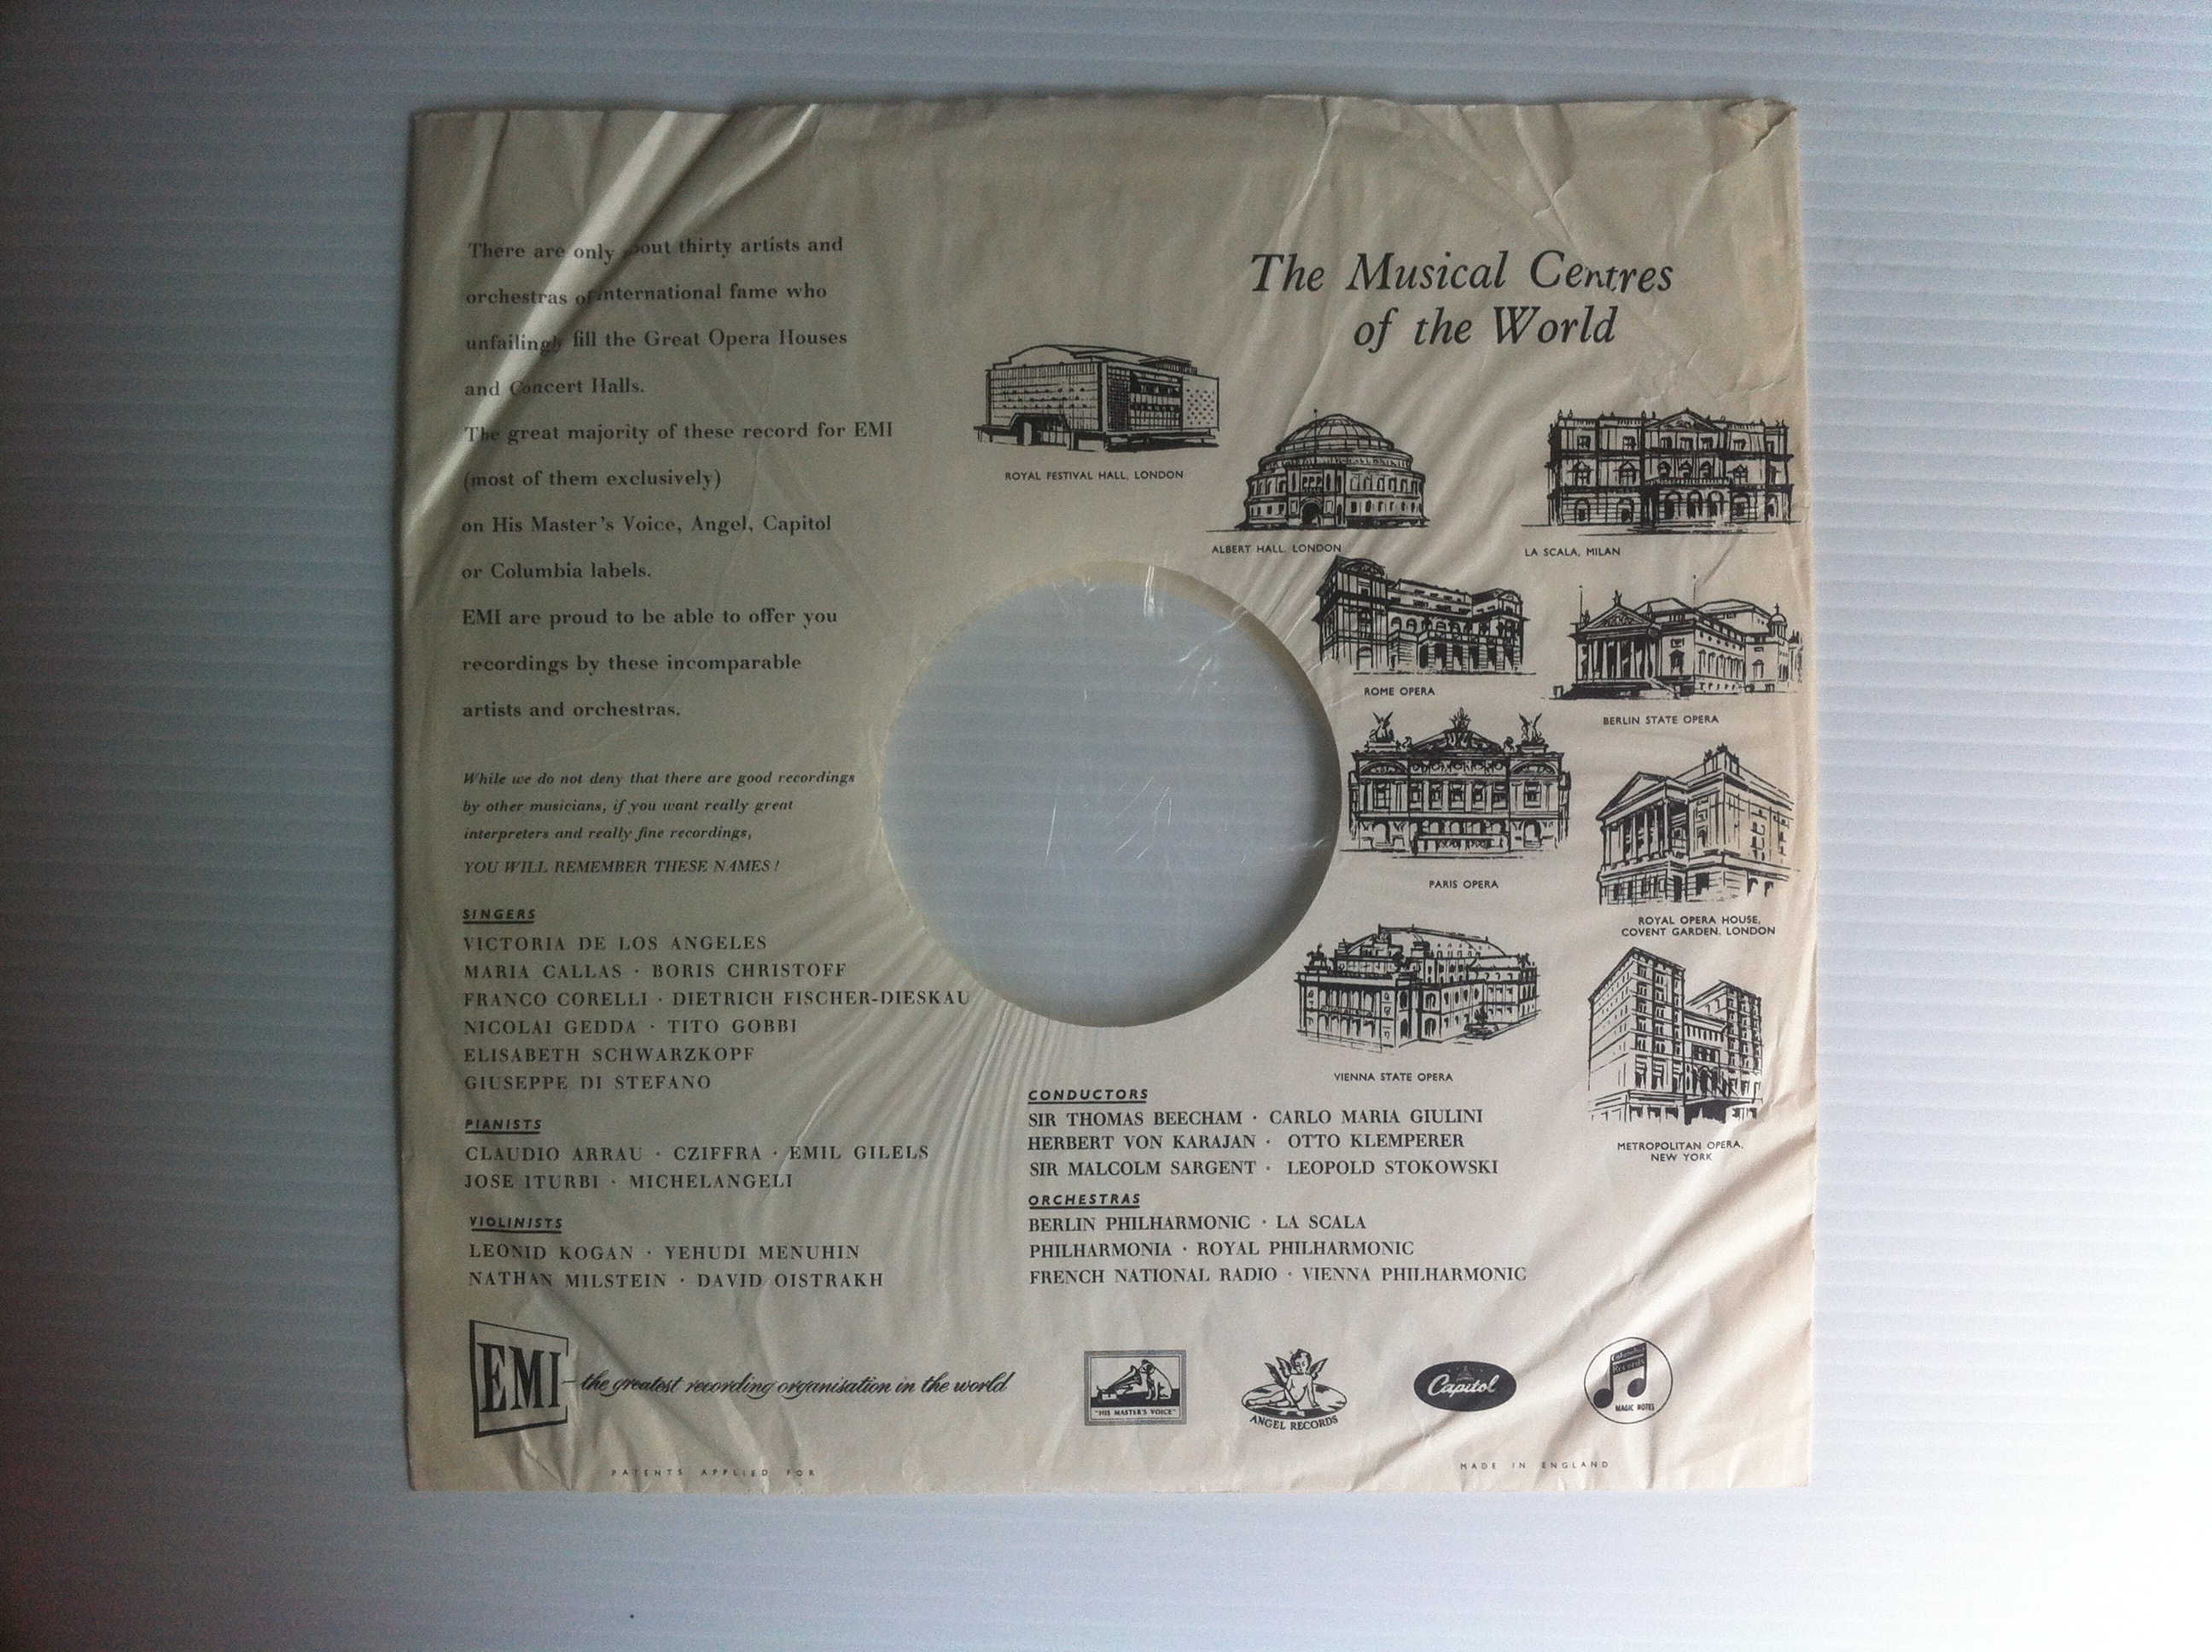 There are only about thirty artists and
orchestras of international fame who
unfailingly fill the Great Opera Houses
and Concert Halls.
The great majority of these record for EMI
(most of them exclusively)
on His Master's Voice, Angel, Capitol
or Columbia labels.
EMI are proud to be able to offer you
recordings by these incomparable
artists and orchestras.
While we do not deny that there are good recordings
by other musicians, if you want really great
interpreters and really fine recordings,
YOU WILL REMEMBER THESE NAMES!
SINGERS
VICTORIA DE LOS ANGELES
MARIA CALLAS · BORIS CHRISTOFF
FRANCO CORELLI · DIETRICH FISCHER-DIESKAU
NICOLAI GEDDA · TITO GOBBI
ELISABETH SCHWARZKOPF
GIUSEPPE DI STEFANO
PIANISTS
CLAUDIO ARRAU · CZIFFRA · EMIL GILELS
JOSE ITURBI · MICHELANGELI
VIOLINISTS
LEONID KOGAN · YEHUDI MENUHIN
NATHAN MILSTEIN · DAVID OISTRAKH
The Musical Centres
of the World
ROYAL FESTIVAL HALL, LONDON
ALBERT HALL, LONDON
LA SCALA, MILAN
ROME OPERA
BERLIN STATE OPERA
PARIS OPERA
ROYAL OPERA HOUSE,
COVENT GARDEN, LONDON
VIENNA STATE OPERA
METROPOLITAN OPERA,
NEW YORK
CONDUCTORS
SIR THOMAS BEECHAM · CARLO MARIA GIULINI
HERBERT VON KARAJAN · OTTO KLEMPERER
SIR MALCOLM SARGENT · LEOPOLD STOKOWSKI
ORCHESTRAS
BERLIN PHILHARMONIC · LA SCALA
PHILHARMONIA · ROYAL PHILHARMONIC
FRENCH NATIONAL RADIO · VIENNA PHILHARMONIC
EMI—the greatest recording organisation in the world
"HIS MASTER'S VOICE"
ANGEL RECORDS
Capitol
Columbia
Records
MAGIC NOTES
PATENTS APPLIED FOR
MADE IN ENGLAND